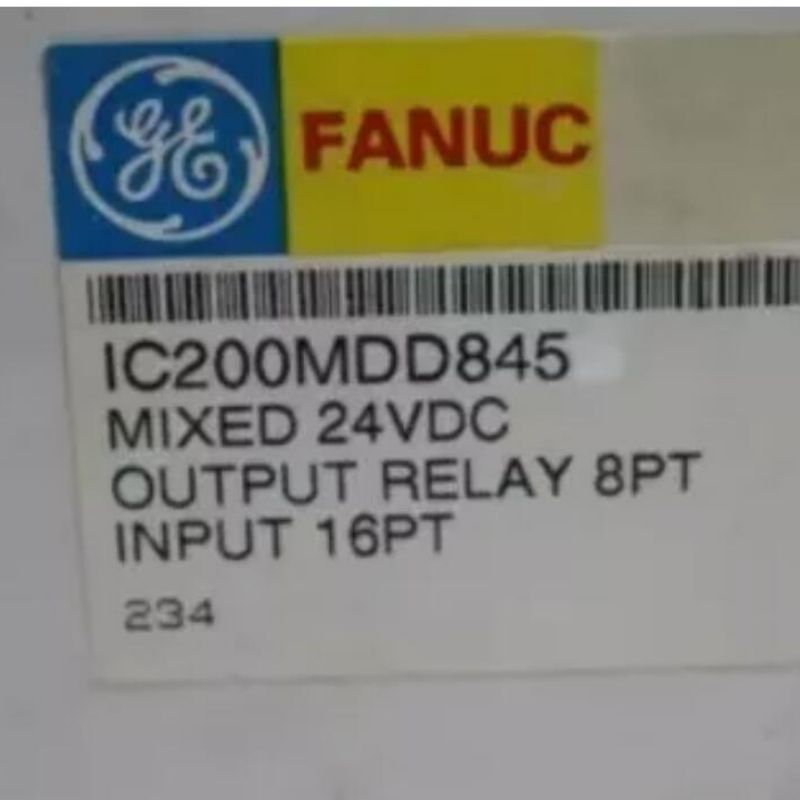 GE
FANUC
IC200MDD845
MIXED 24VDC
OUTPUT RELAY 8PT
INPUT 16PT
234